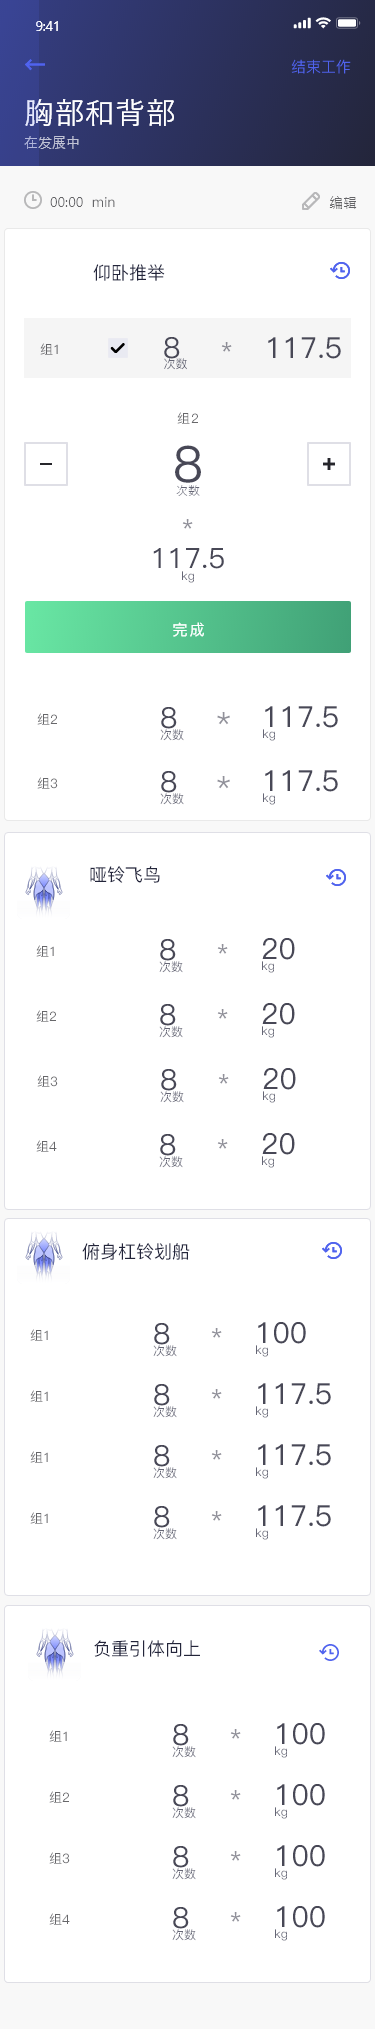 9:41
结束工作
胸部和背部
在发展中
00:00 min
编辑
仰卧推举
组1 8 * 117.5
次数
组2
8
次数
*
117.5
kg
完成
组2 8 * 117.5
次数 kg
组3 8 * 117.5
次数 kg
哑铃飞鸟
组1 8 * 20
次数 kg
组2 8 * 20
次数 kg
组3 8 * 20
次数 kg
组4 8 * 20
次数 kg
俯身杠铃划船
组1 8 * 100
次数 kg
组1 8 * 117.5
次数 kg
组1 8 * 117.5
次数 kg
组1 8 * 117.5
次数 kg
负重引体向上
组1 8 * 100
次数 kg
组2 8 * 100
次数 kg
组3 8 * 100
次数 kg
组4 8 * 100
次数 kg